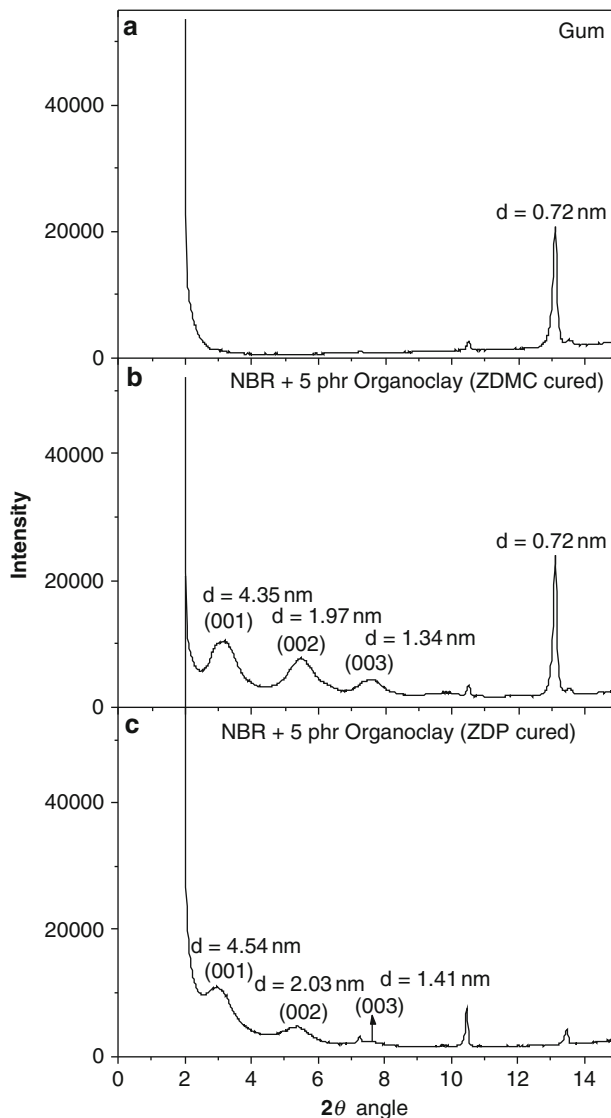 a
Gum
40000
d = 0.72 nm
20000
0
b
NBR + 5 phr Organoclay (ZDMC cured)
40000
d = 0.72 nm
20000
d = 4.35 nm
(001)
d = 1.97 nm
(002)
d = 1.34 nm
(003)
0
c
NBR + 5 phr Organoclay (ZDP cured)
40000
20000
d = 4.54 nm
(001)
d = 2.03 nm
(002)
d = 1.41 nm
(003)
0
0 2 4 6 8 10 12 14
Intensity
2θ angle